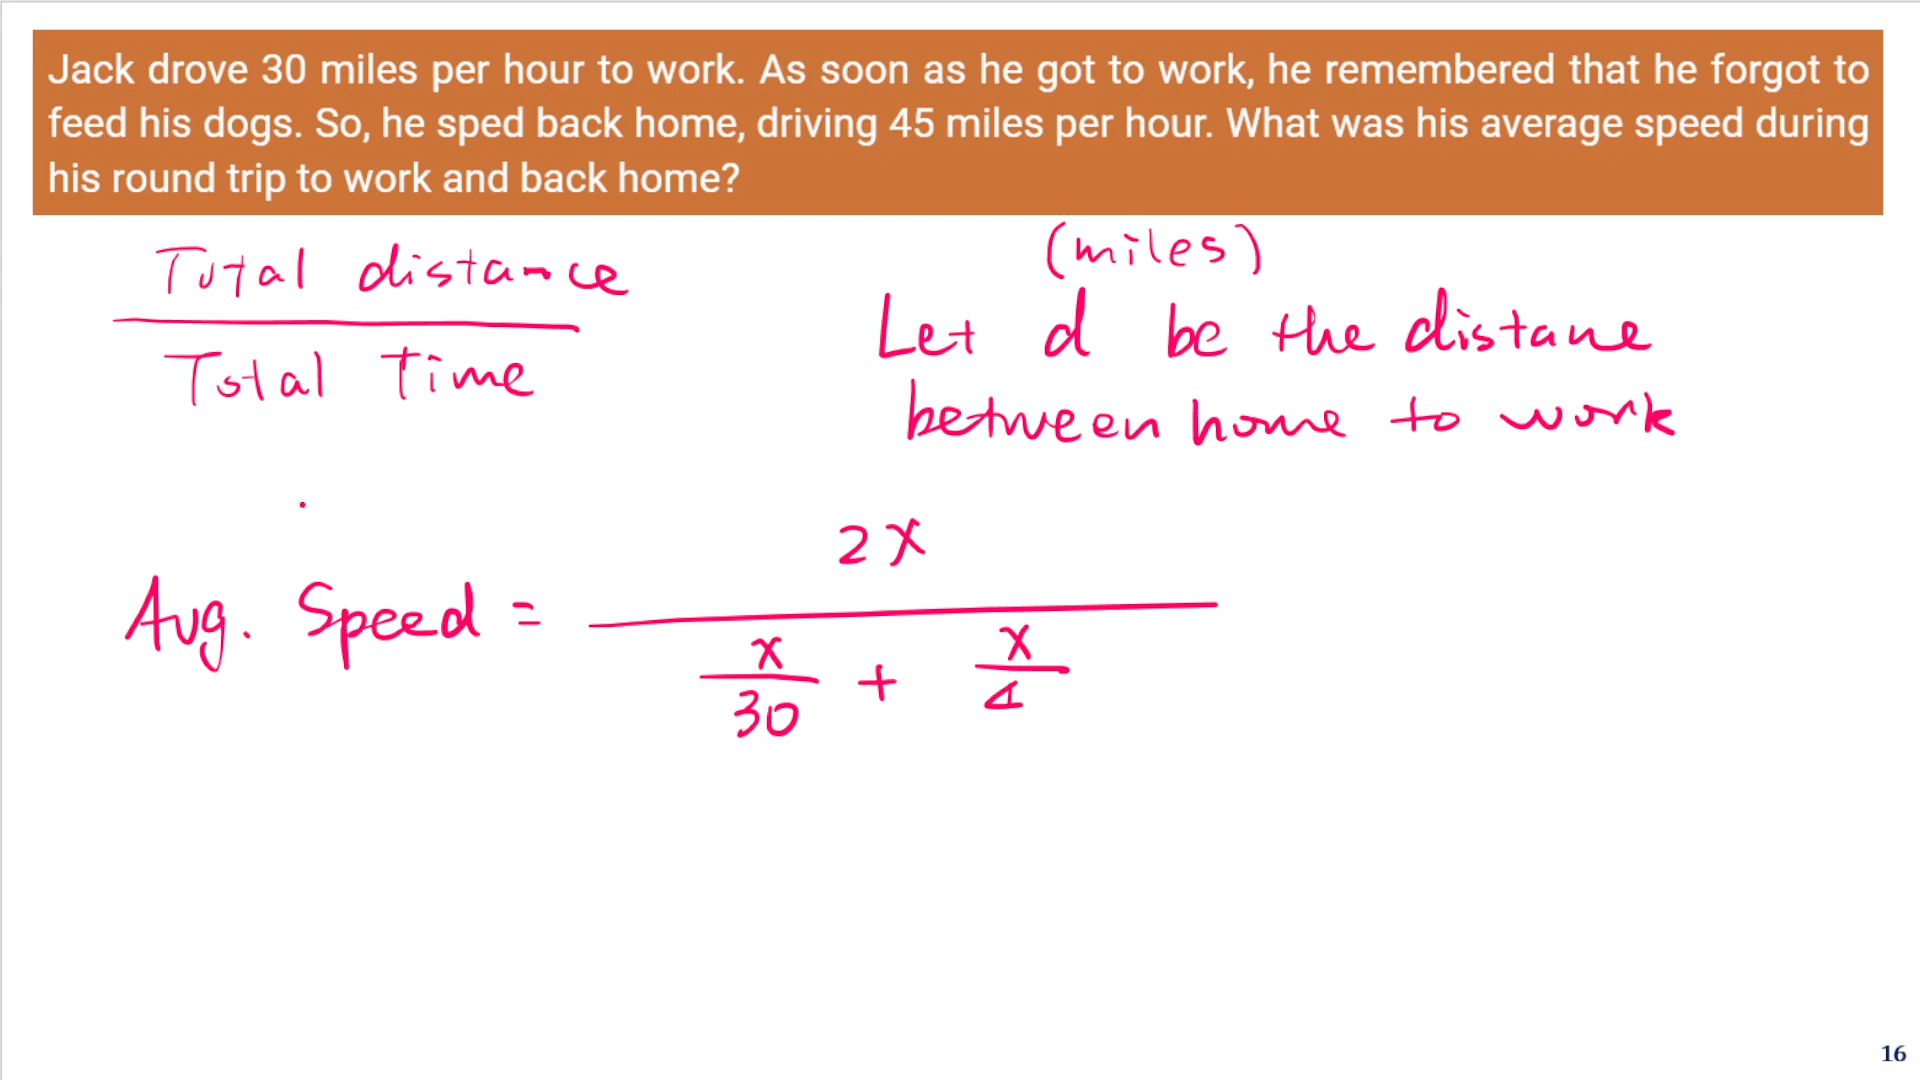 Jack drove 30 miles per hour to work. As soon as he got to work, he remembered that he forgot to
feed his dogs. So, he sped back home, driving 45 miles per hour. What was his average speed during
his round trip to work and back home?
Total distance
Total Time
(miles)
Let d be the distane
between home to work
2x
Avg. Speed =
x + x
30 4
16